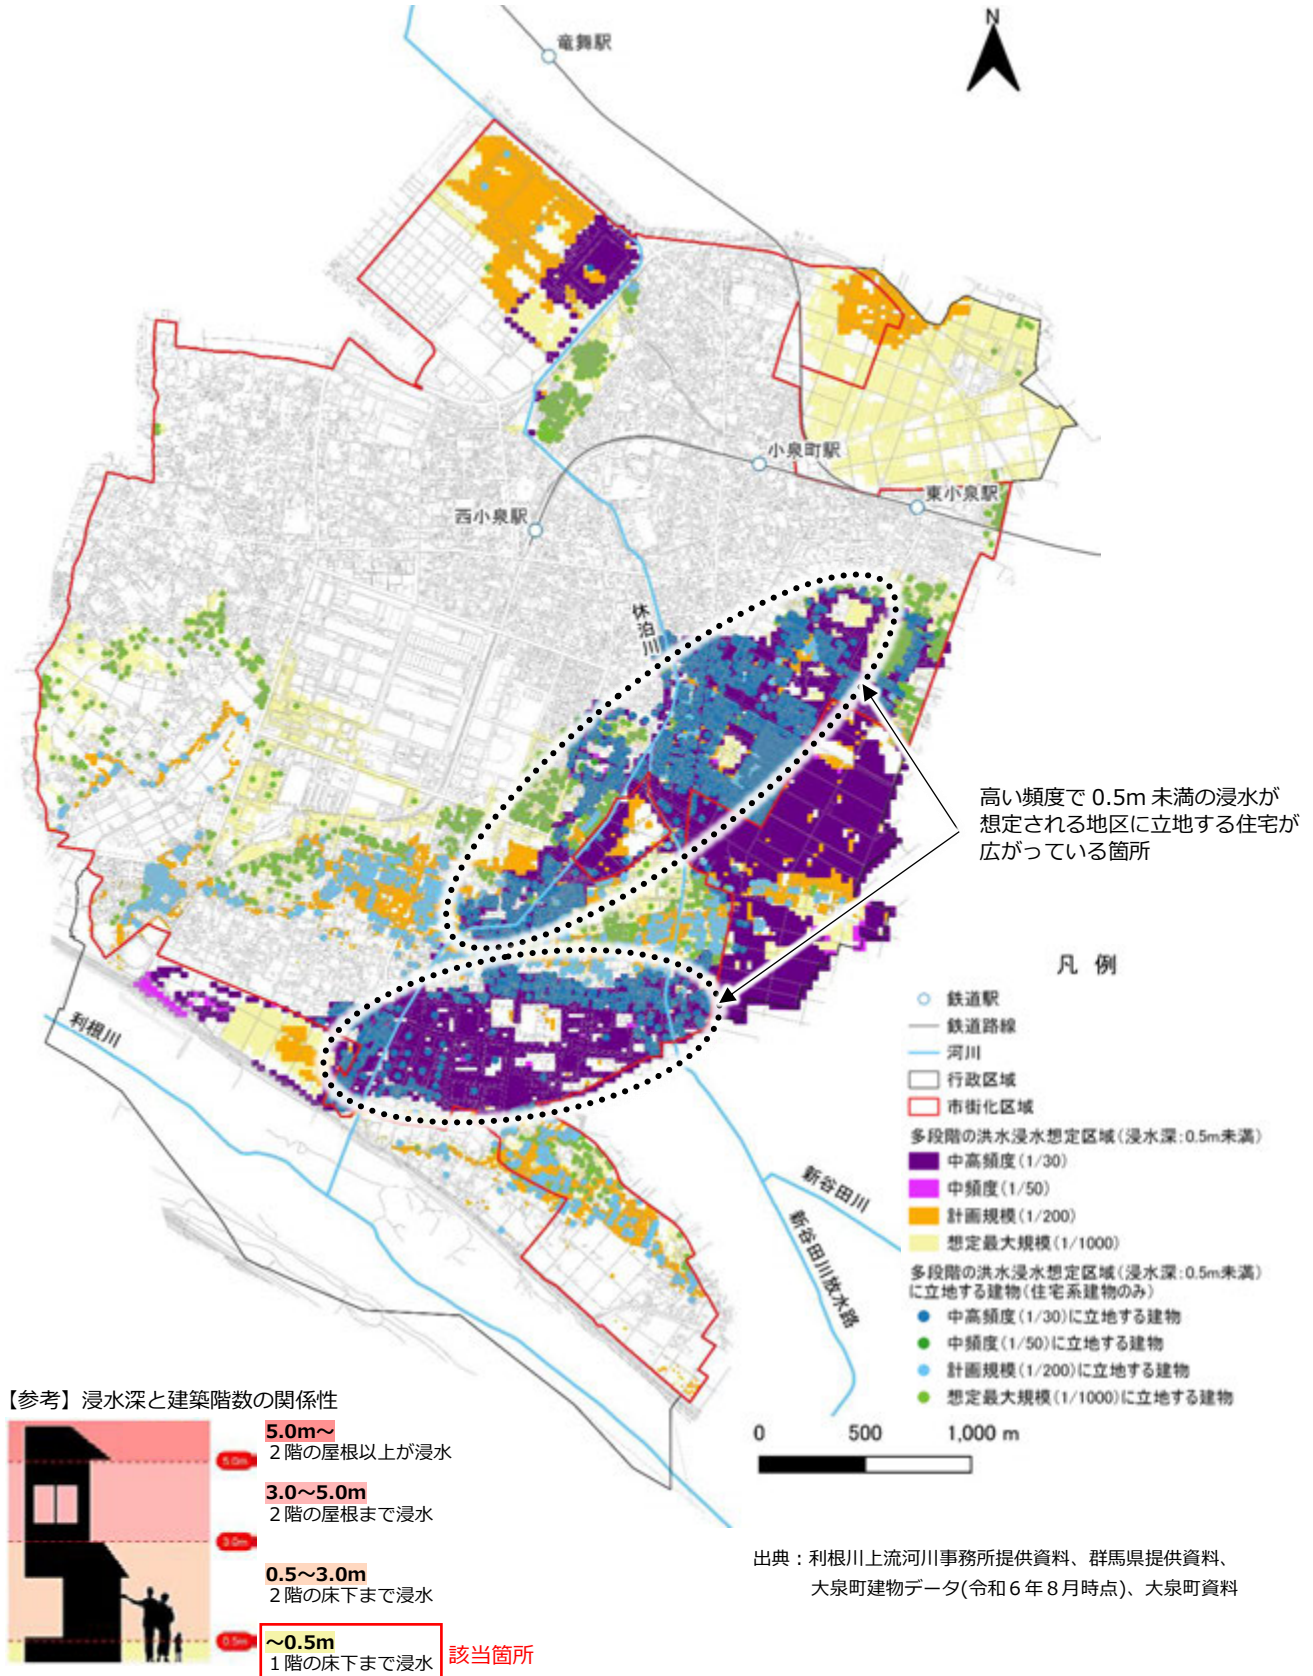 N
竜舞駅
小泉町駅
東小泉駅
西小泉駅
休泊川
高い頻度で 0.5m 未満の浸水が
想定される地区に立地する住宅が
広がっている箇所
利根川
新谷田川
新谷田川放水路
凡 例
鉄道駅
鉄道路線
河川
行政区域
市街化区域
多段階の洪水浸水想定区域(浸水深:0.5m未満)
中高頻度(1/30)
中頻度(1/50)
計画規模(1/200)
想定最大規模(1/1000)
多段階の洪水浸水想定区域(浸水深:0.5m未満)
に立地する建物(住宅系建物のみ)
中高頻度(1/30)に立地する建物
中頻度(1/50)に立地する建物
計画規模(1/200)に立地する建物
想定最大規模(1/1000)に立地する建物
0 500 1,000 m
【参考】浸水深と建築階数の関係性
5.0m～
２階の屋根以上が浸水
5.0m
3.0～5.0m
２階の屋根まで浸水
3.0m
0.5～3.0m
２階の床下まで浸水
0.5m
～0.5m
１階の床下まで浸水
該当箇所
出典：利根川上流河川事務所提供資料、群馬県提供資料、
大泉町建物データ(令和６年８月時点)、大泉町資料